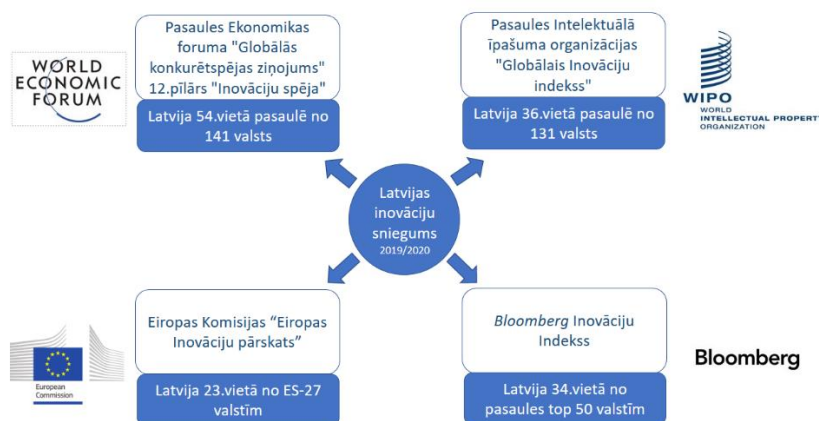 WORLD
ECONOMIC
FORUM
Pasaules Ekonomikas
foruma "Globālās
konkurētspējas ziņojums"
12.pīlārs "Inovāciju spēja"
Latvija 54.vietā pasaulē no
141 valsts
Pasaules Intelektuālā
īpašuma organizācijas
"Globālais Inovāciju
indekss"
Latvija 36.vietā pasaulē no
131 valsts
WIPO
WORLD
INTELLECTUAL PROPERTY
ORGANIZATION
Latvijas
inovāciju
sniegums
2019/2020
European
Commission
Eiropas Komisijas “Eiropas
Inovāciju pārskats”
Latvija 23.vietā no ES-27
valstīm
Bloomberg Inovāciju
Indekss
Latvija 34.vietā no
pasaules top 50 valstīm
Bloomberg